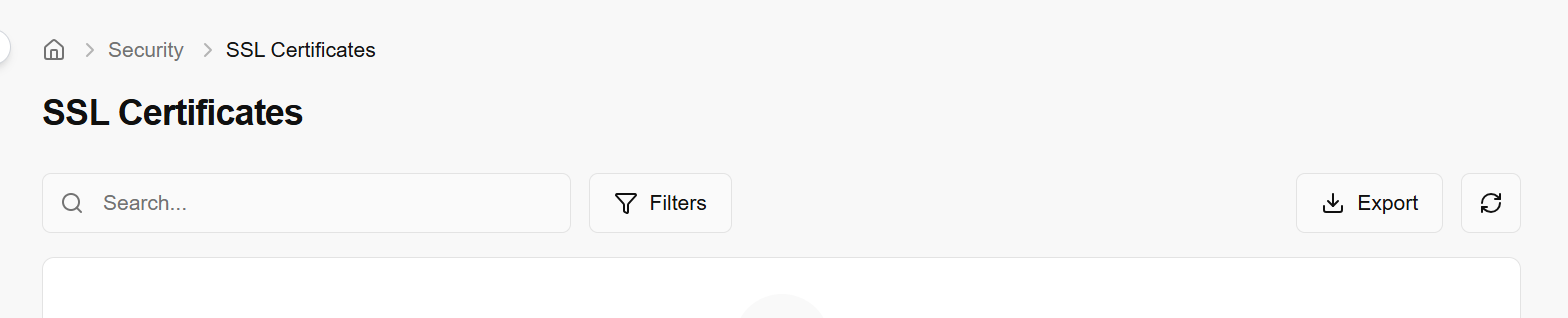 Security SSL Certificates
SSL Certificates
Search... Filters Export